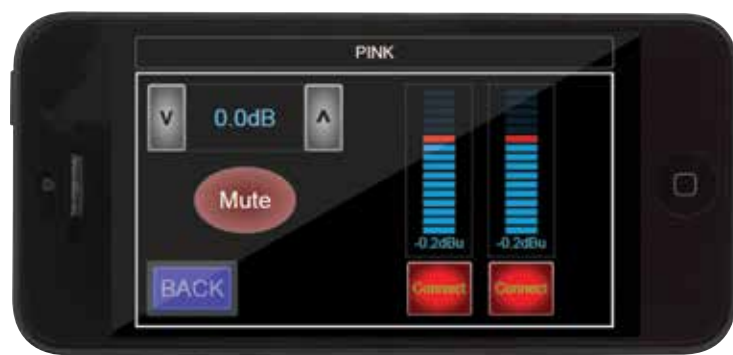 PINK
v 0.0dB ʌ
Mute
-0.2dBu -0.2dBu
BACK Connect Connect